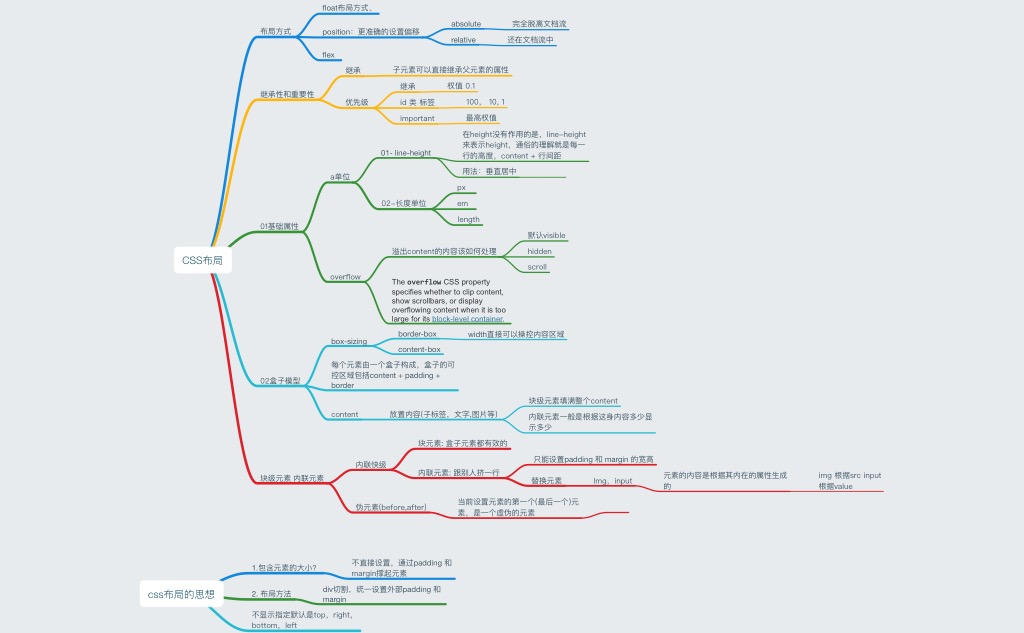 float布局方式、
布局方式
position：更准确的设置偏移
absolute
完全脱离文档流
relative
还在文档流中
flex
继承性和重要性
继承
子元素可以直接继承父元素的属性
优先级
继承
权值 0.1
id 类 标签
100， 10, 1
important
最高权值
CSS布局
01基础属性
a单位
01- line-height
在height没有作用的是，line-height
来表示height，通俗的理解就是每一
行的高度，content + 行间距
用法：垂直居中
02-长度单位
px
em
length
overflow
溢出content的内容该如何处理
默认visible
hidden
scroll
The overflow CSS property
specifies whether to clip content,
show scrollbars, or display
overflowing content when it is too
large for its block-level container.
02盒子模型
box-sizing
border-box
width直接可以操控内容区域
content-box
每个元素由一个盒子构成，盒子的可
控区域包括content + padding +
border
content
放置内容(子标签，文字,图片等)
块级元素填满整个content
内联元素一般是根据这身内容多少显
示多少
块级元素 内联元素
内联快级
块元素: 盒子元素都有效的
内联元素: 跟别人挤一行
只能设置padding 和 margin 的宽高
替换元素
Img，input
元素的内容是根据其内在的属性生成
的
img 根据src input
根据value
伪元素(before,after)
当前设置元素的第一个(最后一个)元
素，是一个虚伪的元素
css布局的思想
1.包含元素的大小?
不直接设置，通过padding 和
margin撑起元素
2. 布局方法
div切割，统一设置外部padding 和
margin
不显示指定默认是top，right，
bottom，left